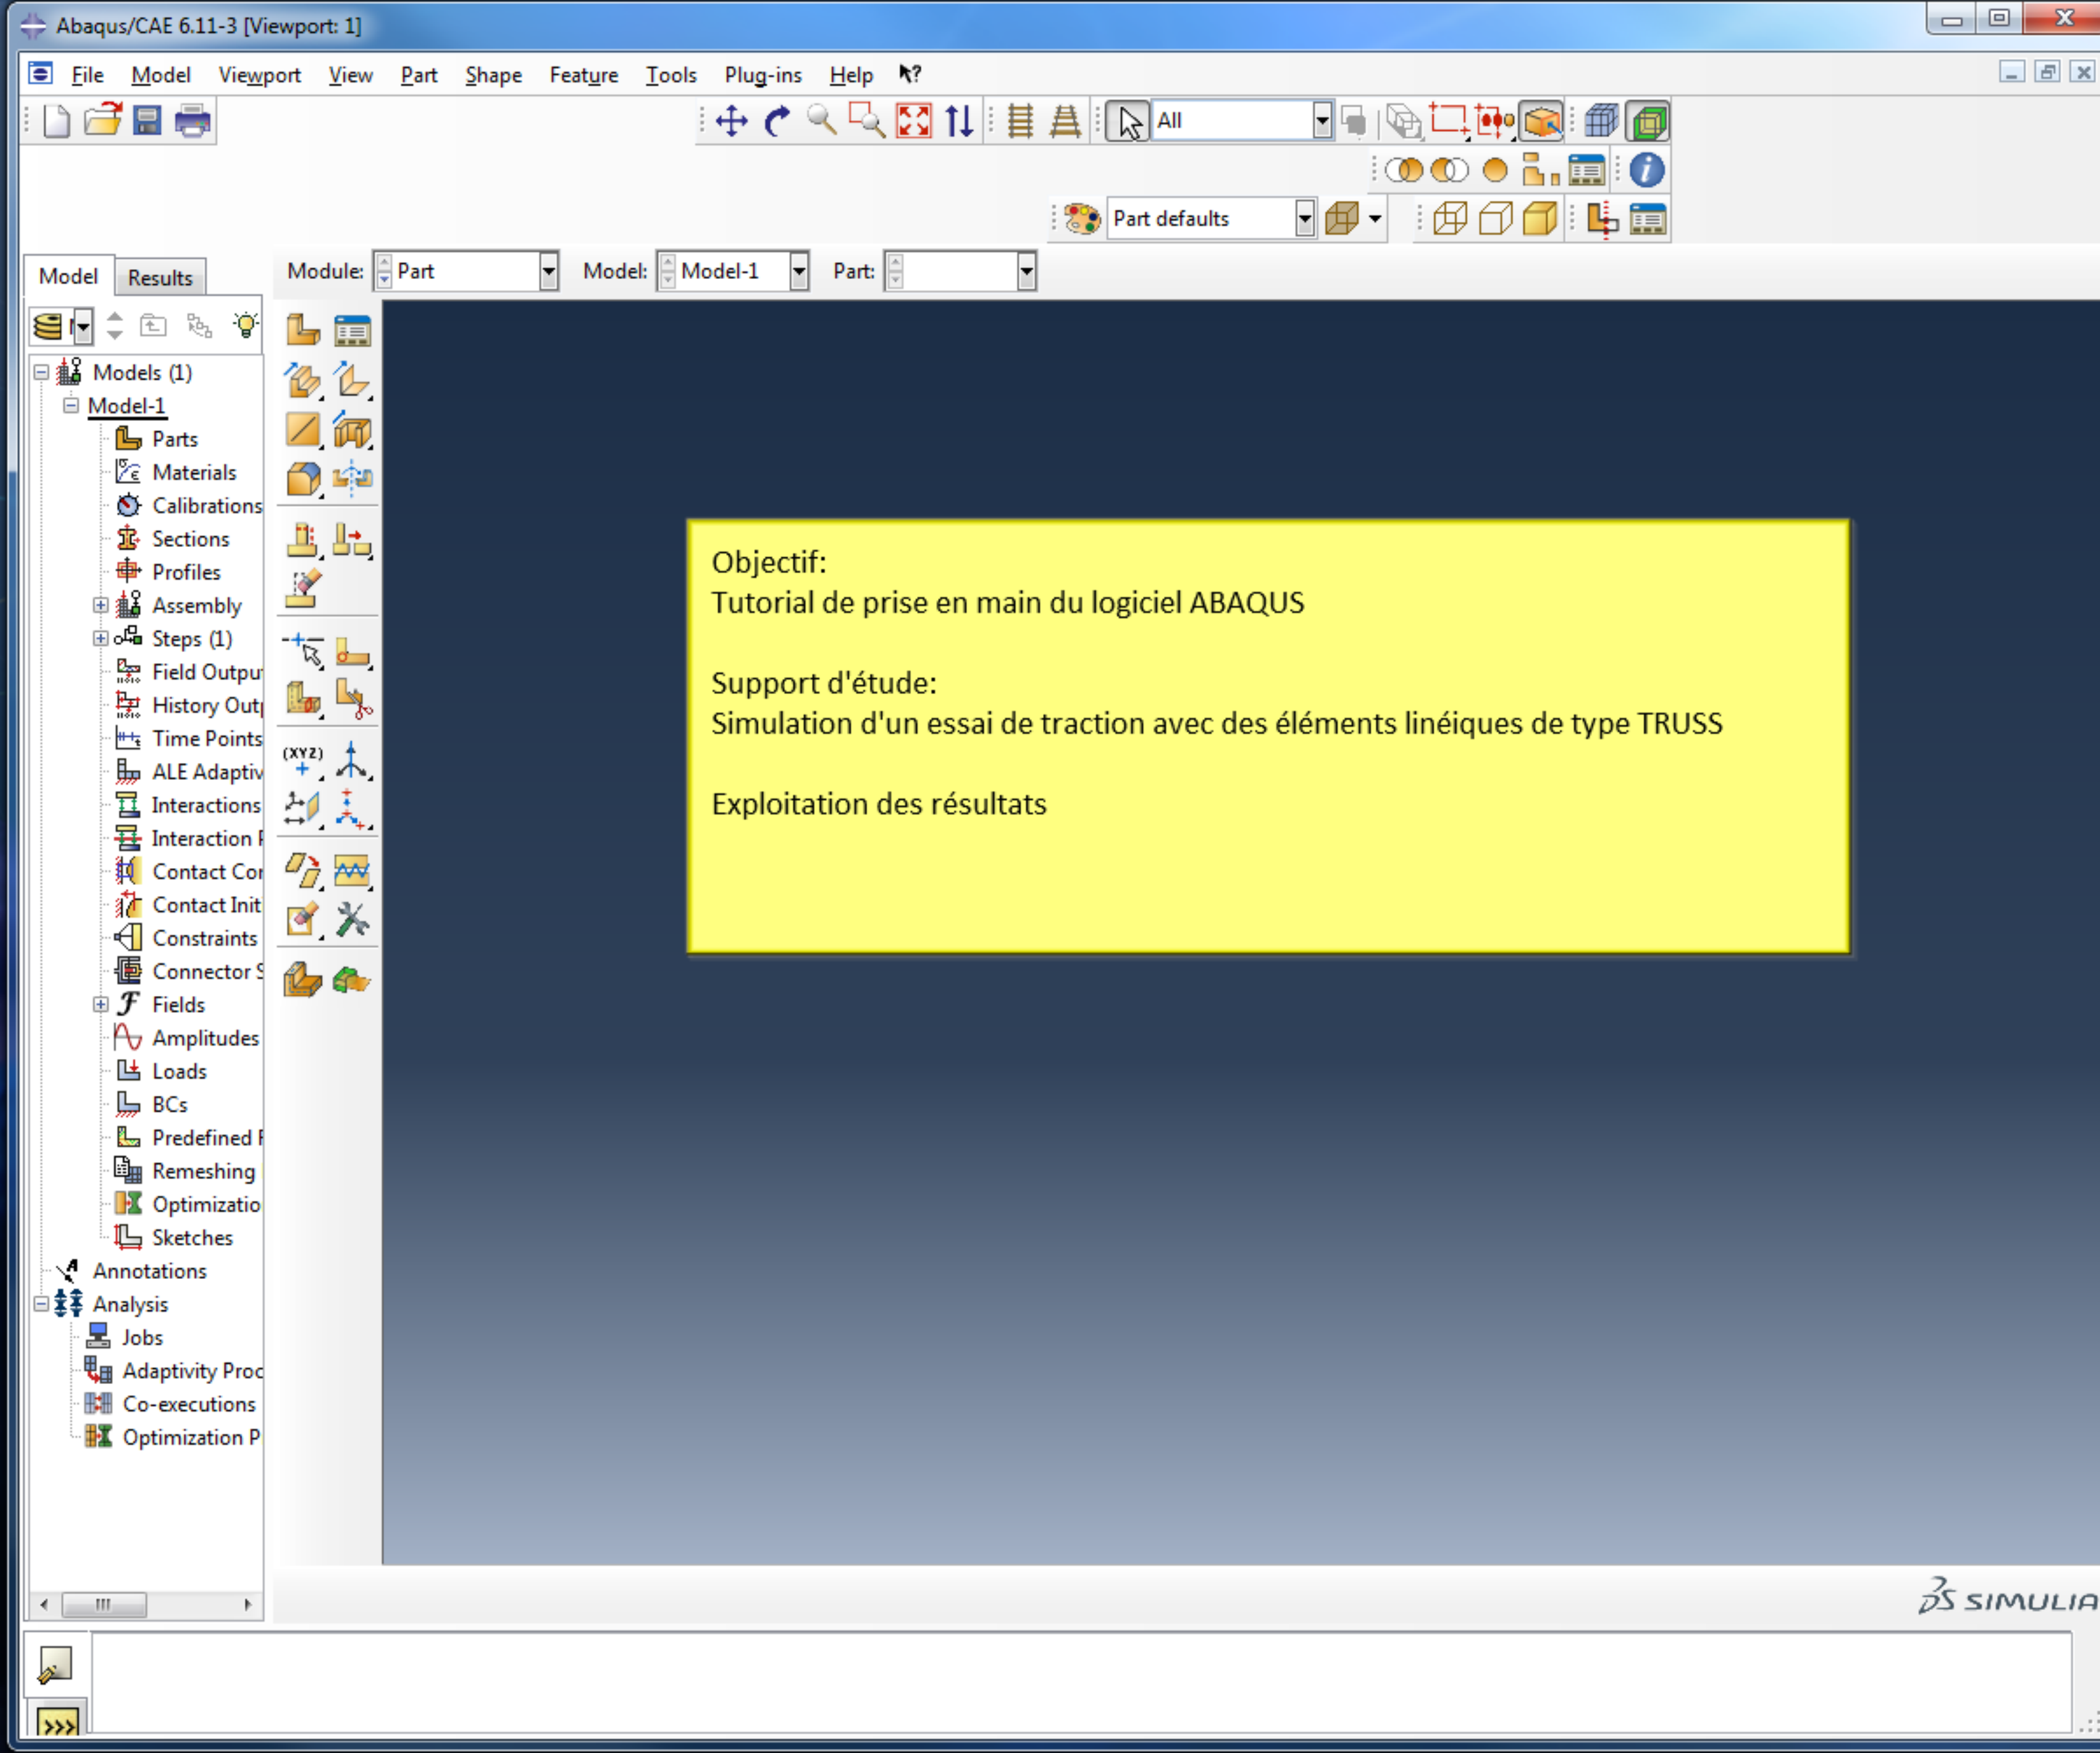 Abaqus/CAE 6.11-3 [Viewport: 1]
File Model Viewport View Part Shape Feature Tools Plug-ins Help
All
Part defaults
Model Results
Module: Part Model: Model-1 Part:
Models (1)
Model-1
Parts
Materials
Calibrations
Sections
Profiles
Assembly
Steps (1)
Field Outpu
History Out
Time Points
ALE Adaptiv
Interactions
Interaction
Contact Cor
Contact Init
Constraints
Connector S
Fields
Amplitudes
Loads
BCs
Predefined
Remeshing
Optimizatio
Sketches
Annotations
Analysis
Jobs
Adaptivity Proc
Co-executions
Optimization P
(XYZ)
Objectif:
Tutorial de prise en main du logiciel ABAQUS
Support d'étude:
Simulation d'un essai de traction avec des éléments linéiques de type TRUSS
Exploitation des résultats
SIMULIA
>>>